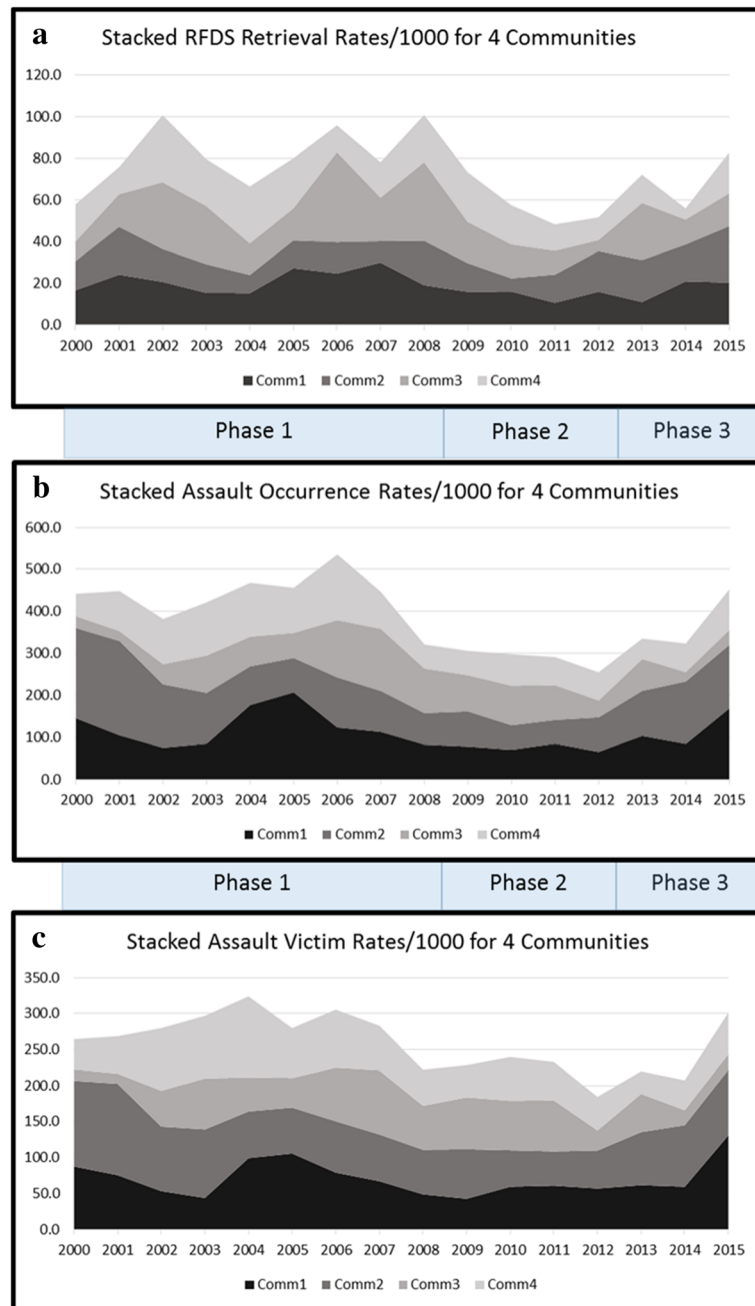 a Stacked RFDS Retrieval Rates/1000 for 4 Communities
120.0
100.0
80.0
60.0
40.0
20.0
0.0
2000 2001 2002 2003 2004 2005 2006 2007 2008 2009 2010 2011 2012 2013 2014 2015
Comm1 Comm2 Comm3 Comm4
Phase 1 Phase 2 Phase 3
b Stacked Assault Occurrence Rates/1000 for 4 Communities
600.0
500.0
400.0
300.0
200.0
100.0
0.0
2000 2001 2002 2003 2004 2005 2006 2007 2008 2009 2010 2011 2012 2013 2014 2015
Comm1 Comm2 Comm3 Comm4
Phase 1 Phase 2 Phase 3
c Stacked Assault Victim Rates/1000 for 4 Communities
350.0
300.0
250.0
200.0
150.0
100.0
50.0
0.0
2000 2001 2002 2003 2004 2005 2006 2007 2008 2009 2010 2011 2012 2013 2014 2015
Comm1 Comm2 Comm3 Comm4